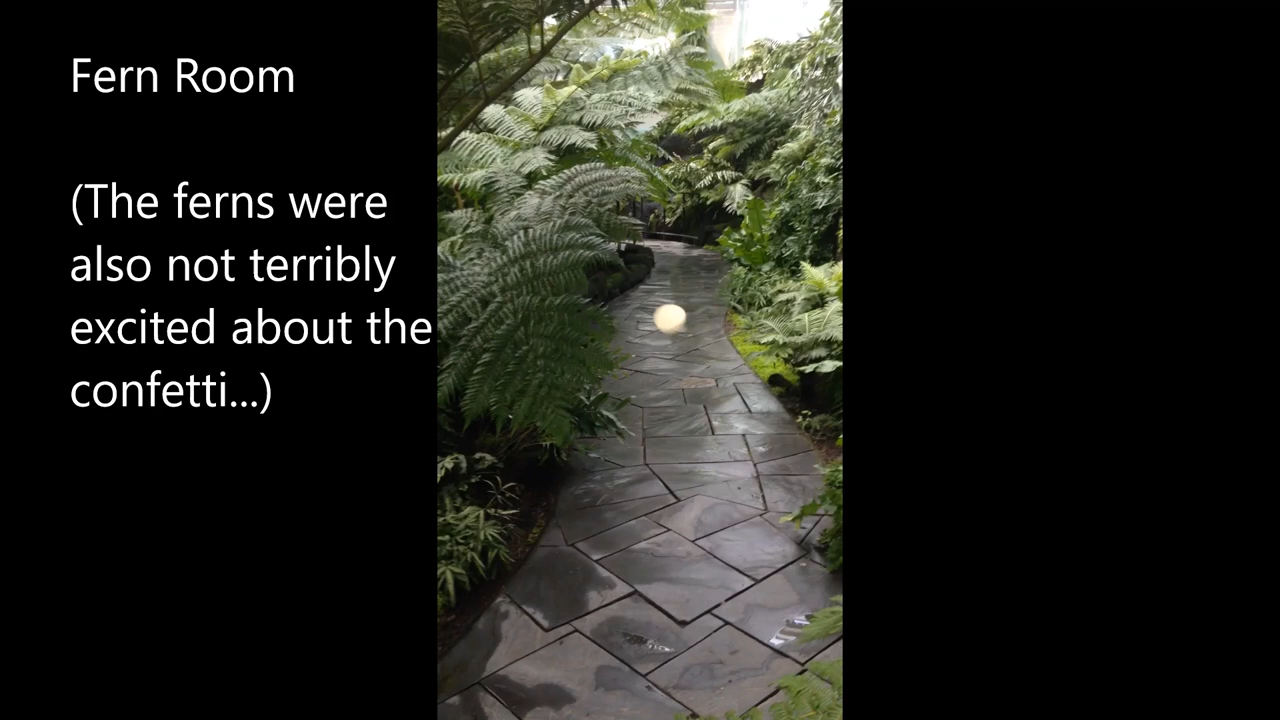 Fern Room
(The ferns were
also not terribly
excited about the
confetti...)